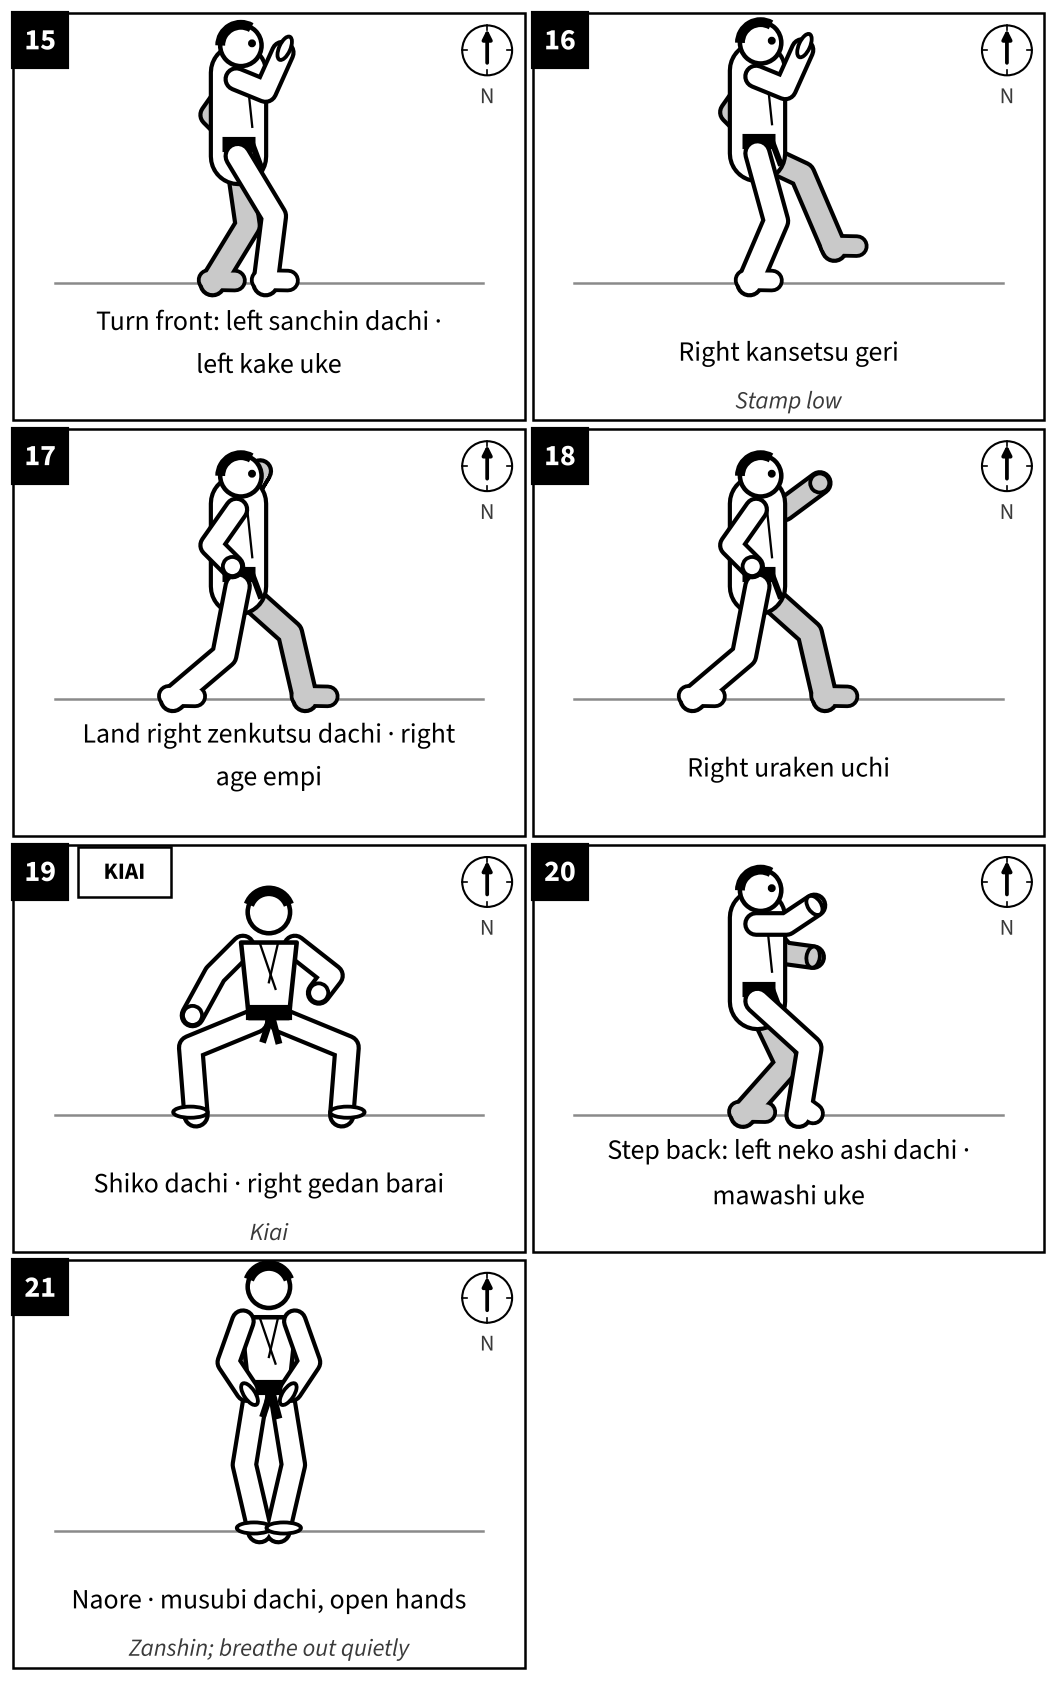 15
N
Turn front: left sanchin dachi ·
left kake uke
16
N
Right kansetsu geri
Stamp low
17
N
Land right zenkutsu dachi · right
age empi
18
N
Right uraken uchi
19
KIAI
N
Shiko dachi · right gedan barai
Kiai
20
N
Step back: left neko ashi dachi ·
mawashi uke
21
N
Naore · musubi dachi, open hands
Zanshin; breathe out quietly